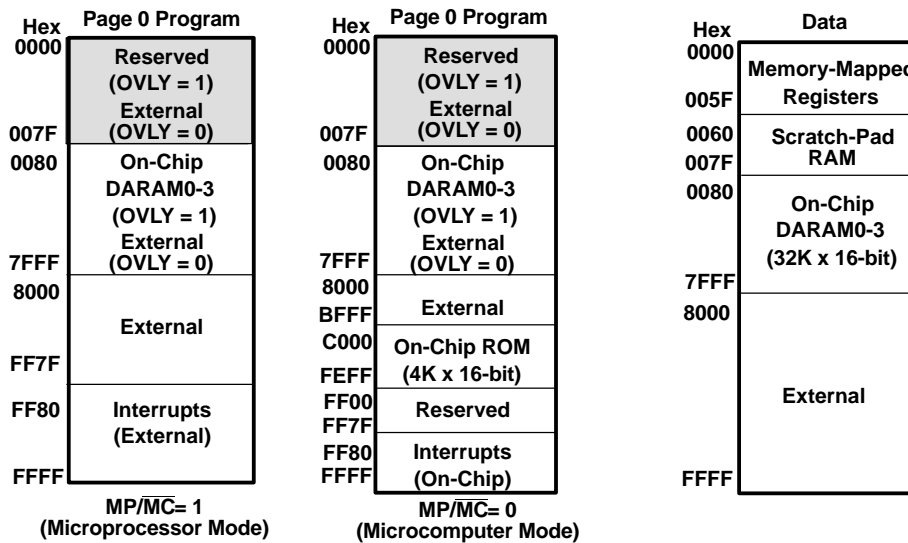 Hex
Page 0 Program
0000
Reserved
(OVLY = 1)
External
(OVLY = 0)
007F
0080
On-Chip
DARAM0-3
(OVLY = 1)
External
(OVLY = 0)
7FFF
8000
External
FF7F
FF80
Interrupts
(External)
FFFF
MP/MC= 1
(Microprocessor Mode)
Hex
Page 0 Program
0000
Reserved
(OVLY = 1)
External
(OVLY = 0)
007F
0080
On-Chip
DARAM0-3
(OVLY = 1)
External
(OVLY = 0)
7FFF
8000
External
BFFF
C000
On-Chip ROM
(4K x 16-bit)
FEFF
FF00
Reserved
FF7F
FF80
Interrupts
(On-Chip)
FFFF
MP/MC= 0
(Microcomputer Mode)
Hex
Data
0000
Memory-Mapped
Registers
005F
0060
Scratch-Pad
RAM
007F
0080
On-Chip
DARAM0-3
(32K x 16-bit)
7FFF
8000
External
FFFF